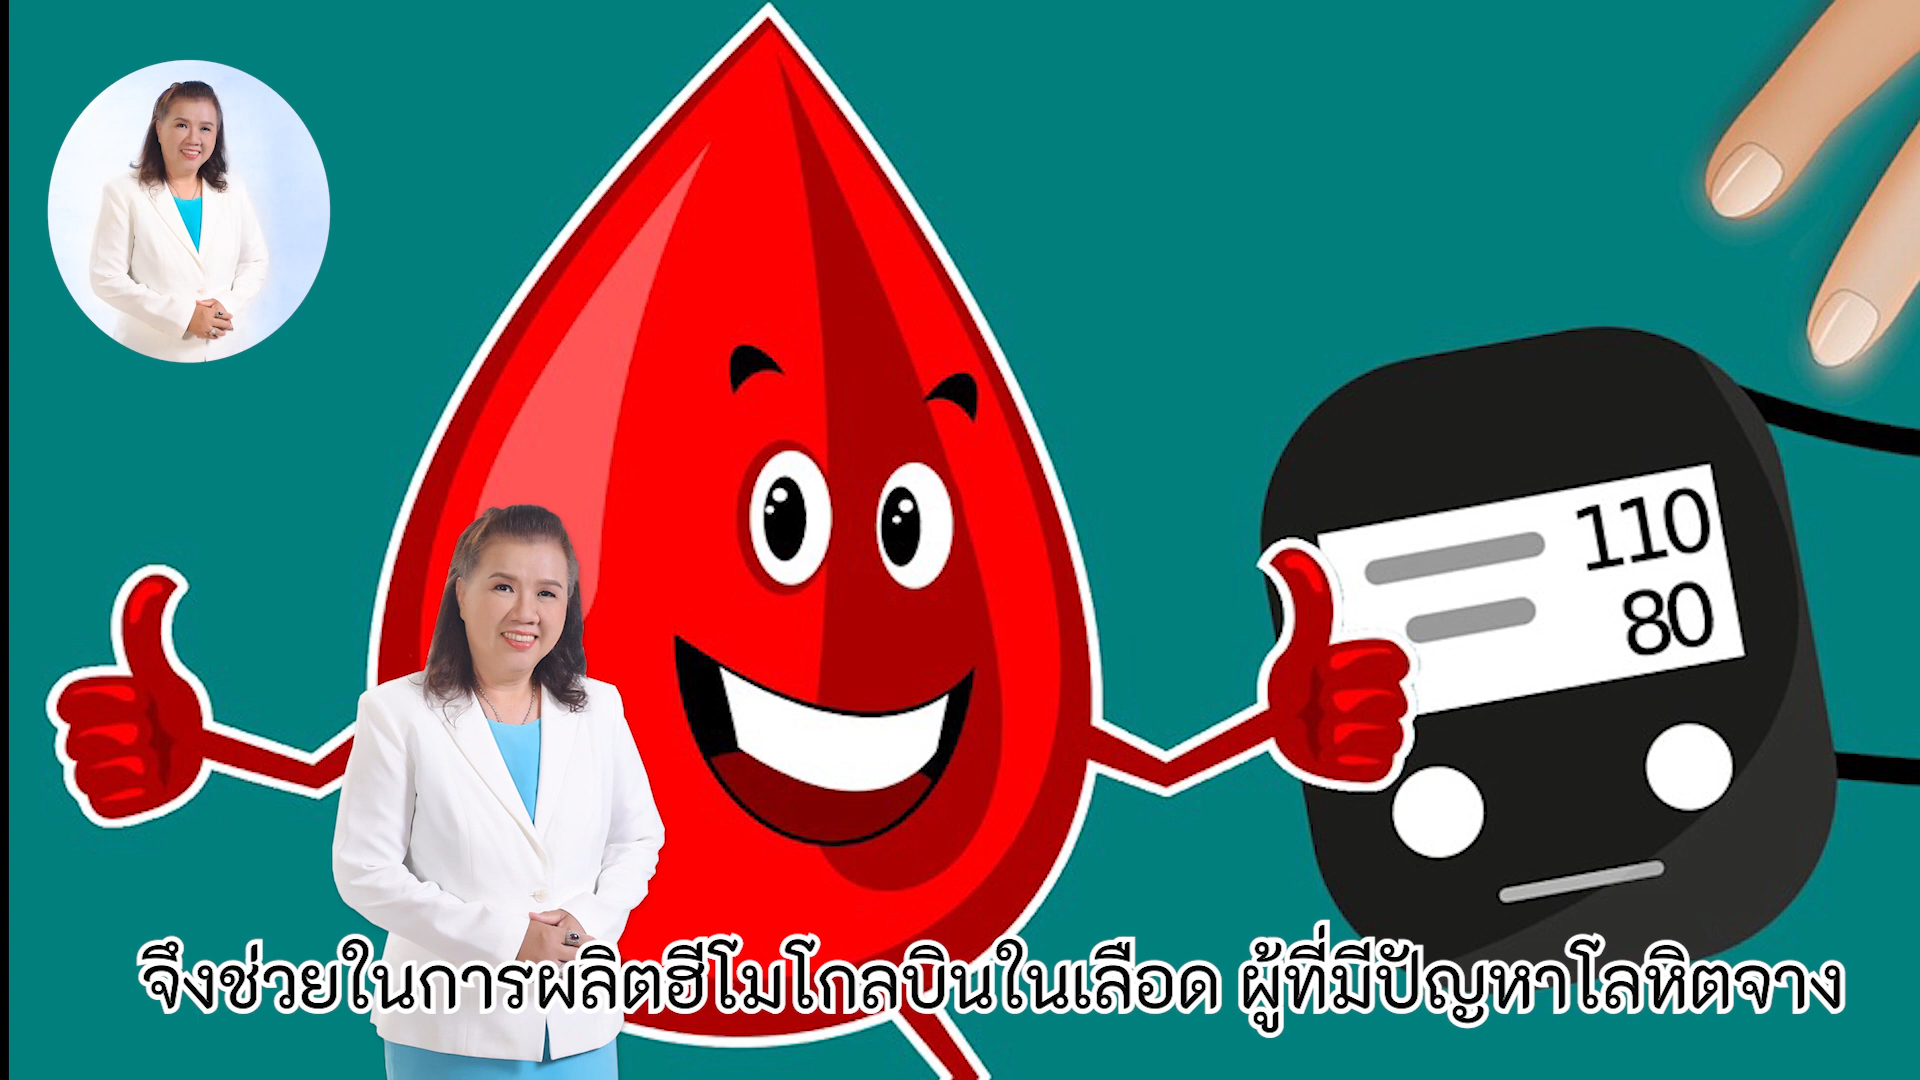 110
80
จึงช่วยในการผลิตฮีโมโกลบินในเลือด ผู้ที่มีปัญหาโลหิตจาง